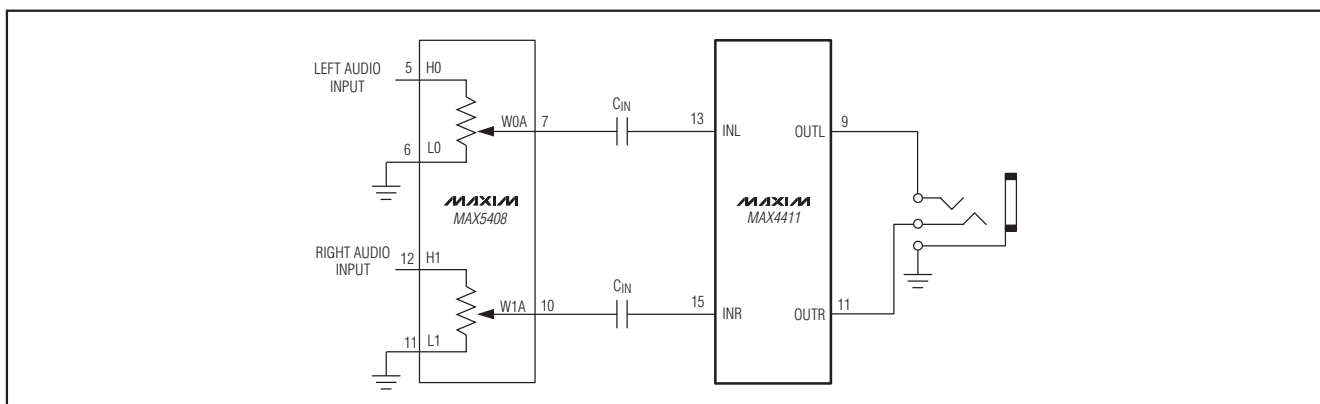 LEFT AUDIO
INPUT
5 H0
W0A 7
6 L0
MAXIM
MAX5408
RIGHT AUDIO
INPUT
12 H1
W1A 10
11 L1
CIN
CIN
13 INL
OUTL 9
MAXIM
MAX4411
15 INR
OUTR 11